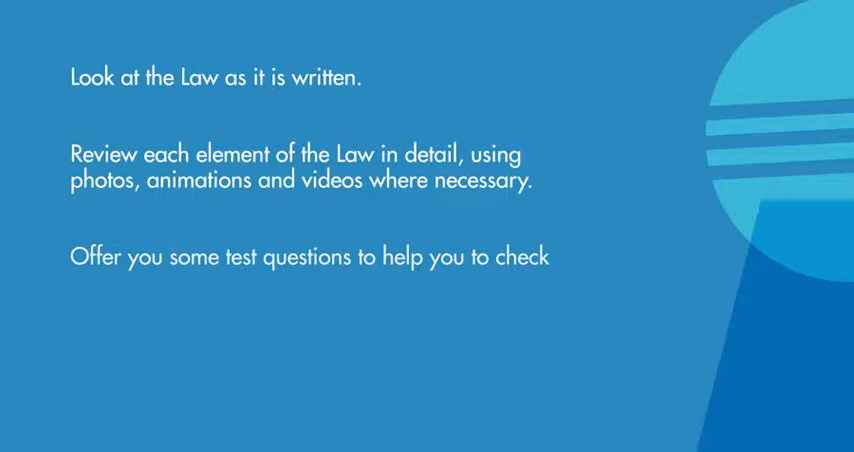 Look at the Law as it is written.
Review each element of the Law in detail, using
photos, animations and videos where necessary.
Offer you some test questions to help you to check